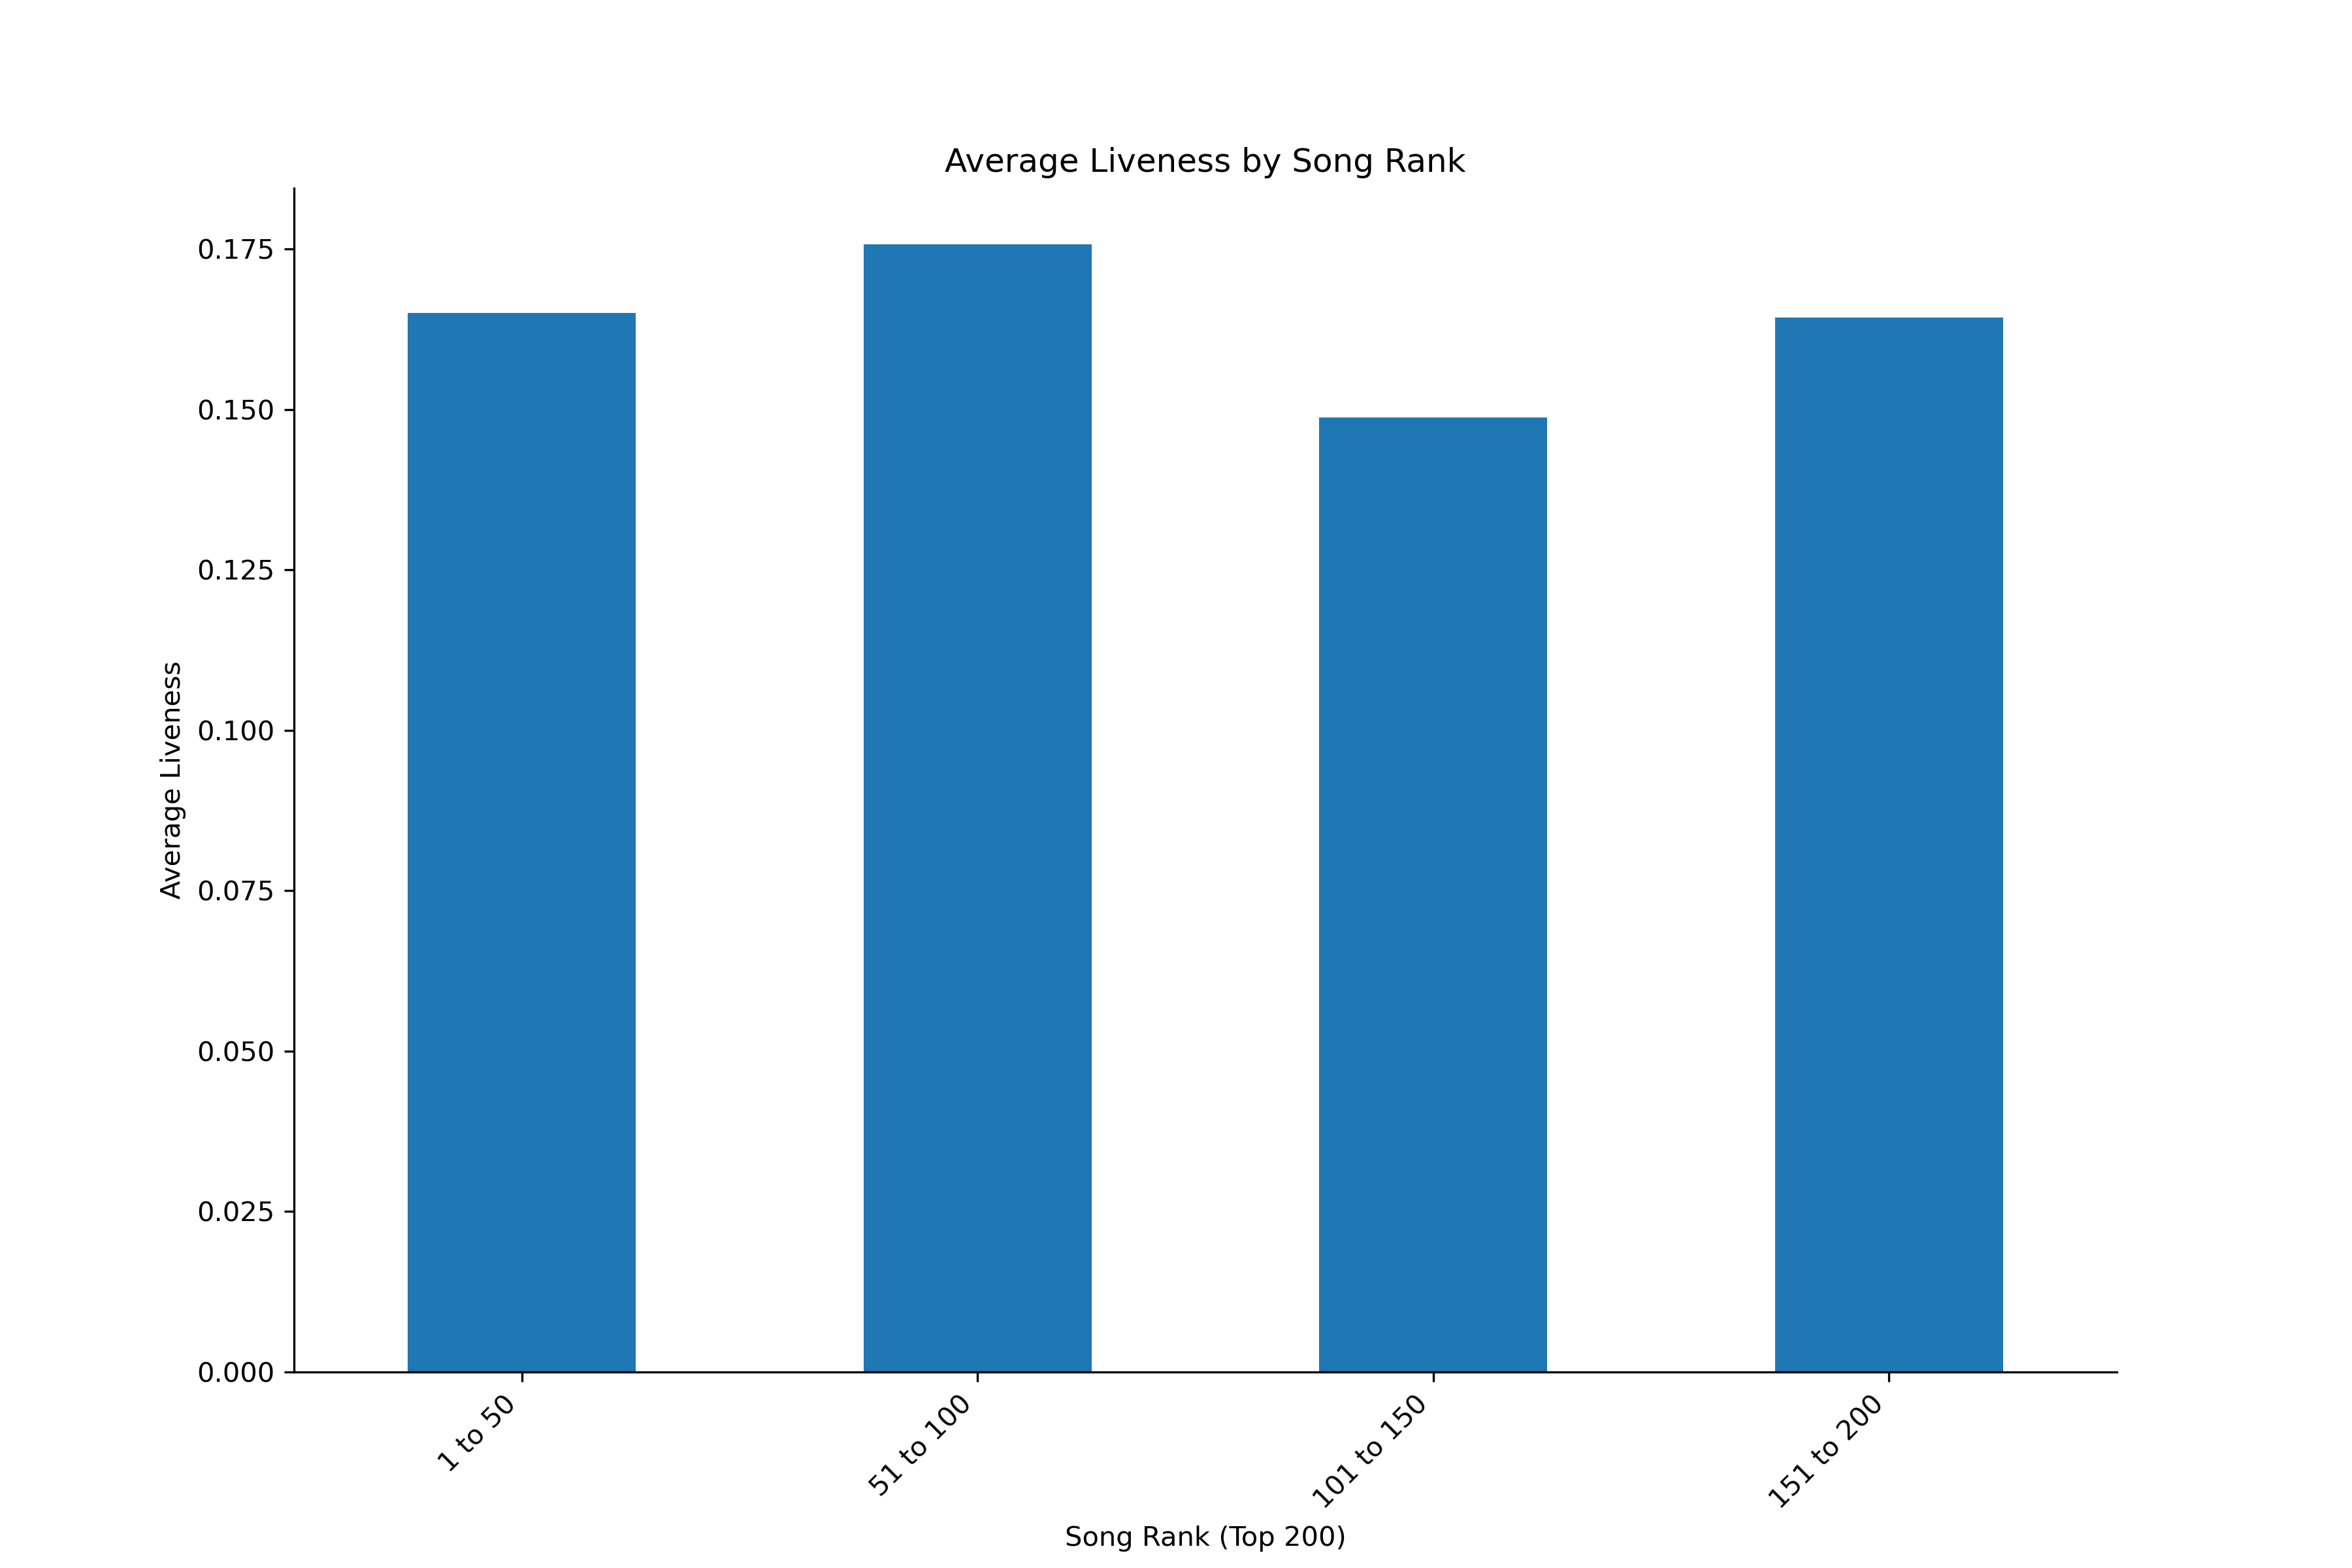 Average Liveness by Song Rank
Average Liveness
0.175
0.150
0.125
0.100
0.075
0.050
0.025
0.000
1 to 50
51 to 100
101 to 150
151 to 200
Song Rank (Top 200)